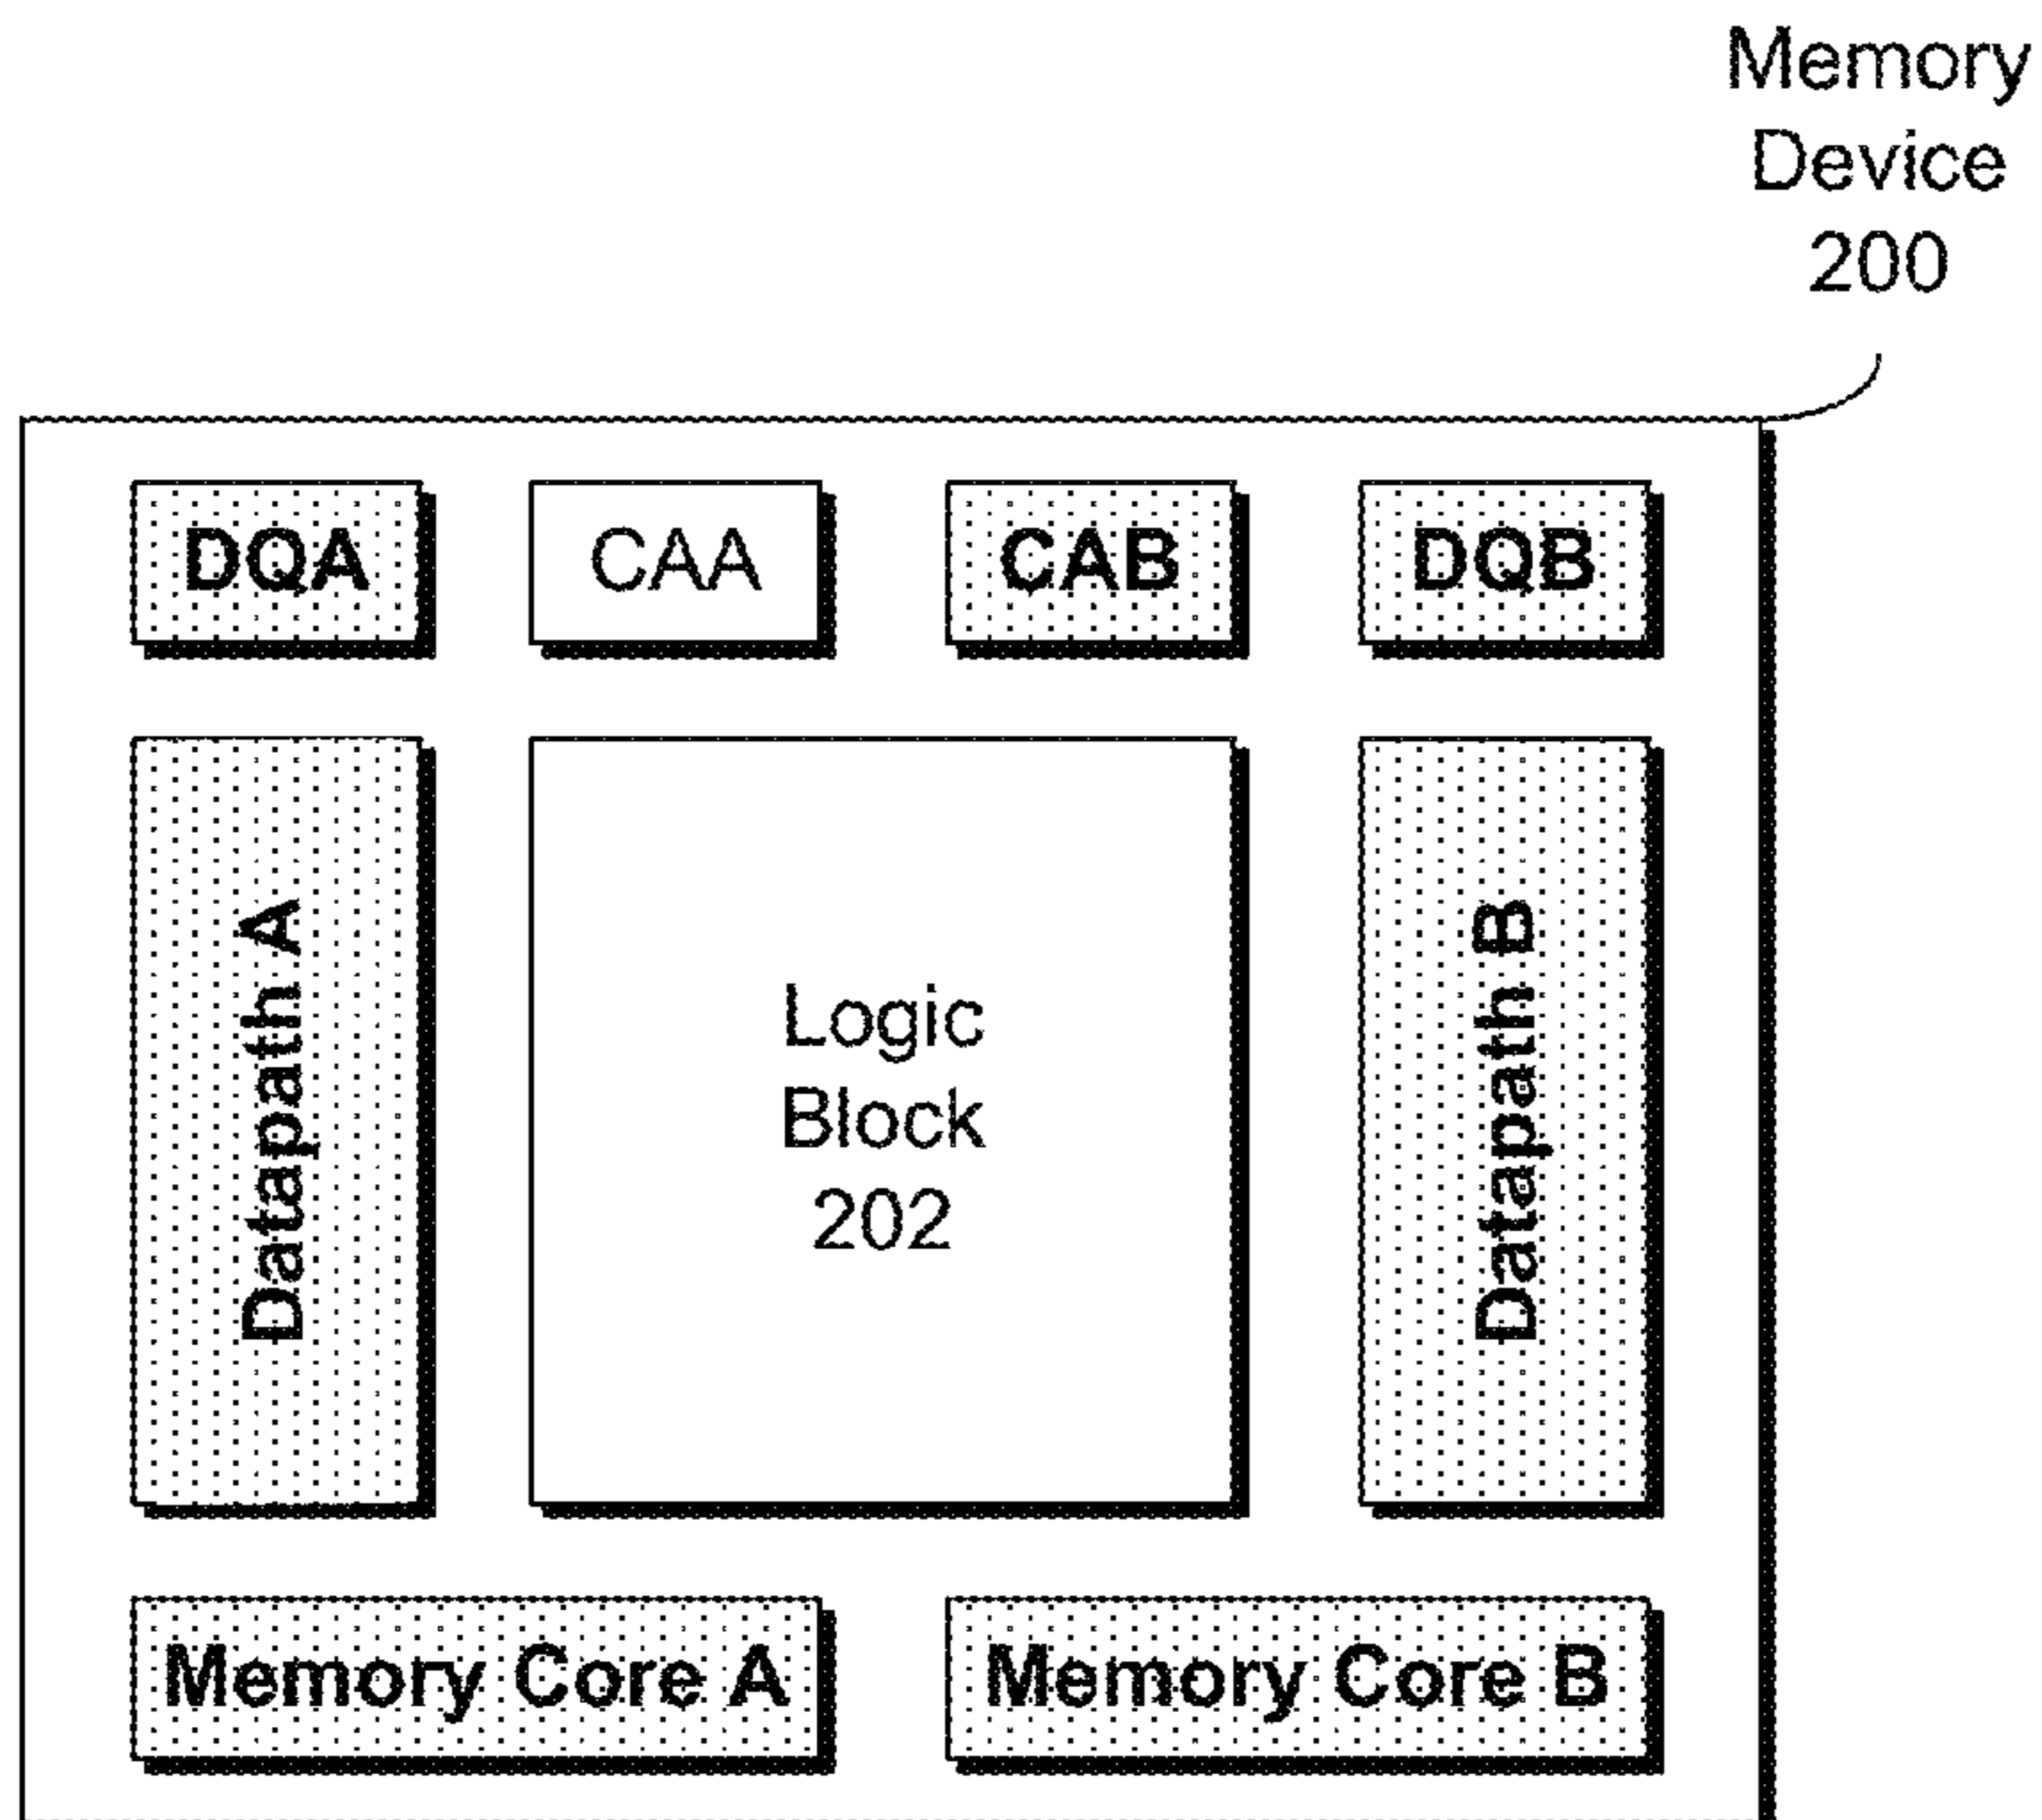 Memory
Device
200
DQA
CAA
CAB
DQB
Datapath A
Logic
Block
202
Datapath B
Memory Core A
Memory Core B